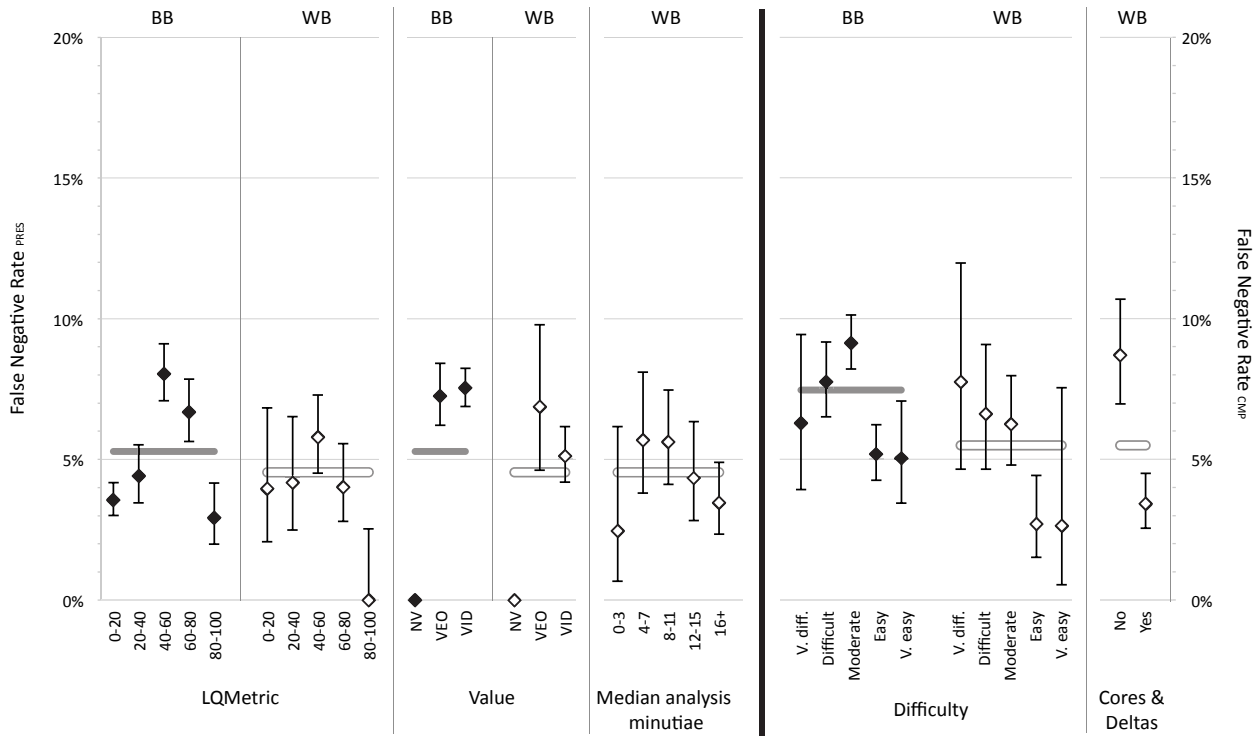 BB WB BB WB WB BB WB WB
20% 20%
15% 15%
10% 10%
5% 5%
0% 0%
False Negative Rate PRES
False Negative Rate CMP
0-20 20-40 40-60 60-80 80-100 0-20 20-40 40-60 60-80 80-100 NV VEO VID NV VEO VID 0-3 4-7 8-11 12-15 16+ V. diff. Difficult Moderate Easy V. easy V. diff. Difficult Moderate Easy V. easy No Yes
LQMetric Value Median analysis Difficulty Cores &
minutiae Deltas